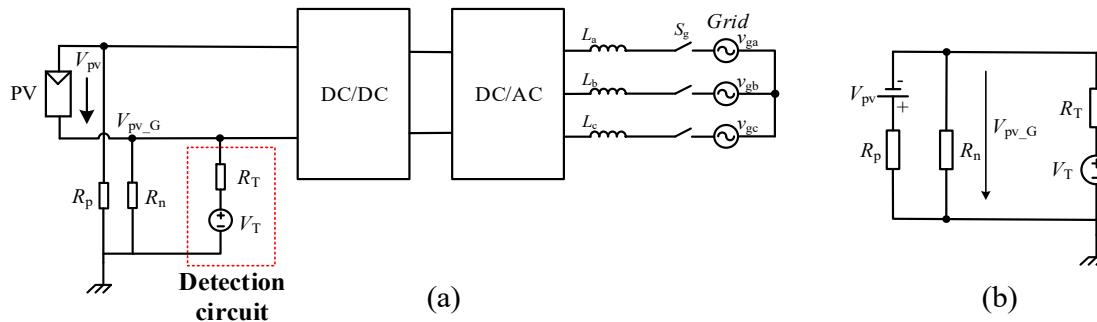 PV
V_pv
V_pv_G
R_p
R_n
R_T
V_T
Detection
circuit
DC/DC
DC/AC
L_a
L_b
L_c
S_g
Grid
v_ga
v_gb
v_gc
(a)
V_pv
-
+
R_p
R_n
V_pv_G
R_T
V_T
(b)